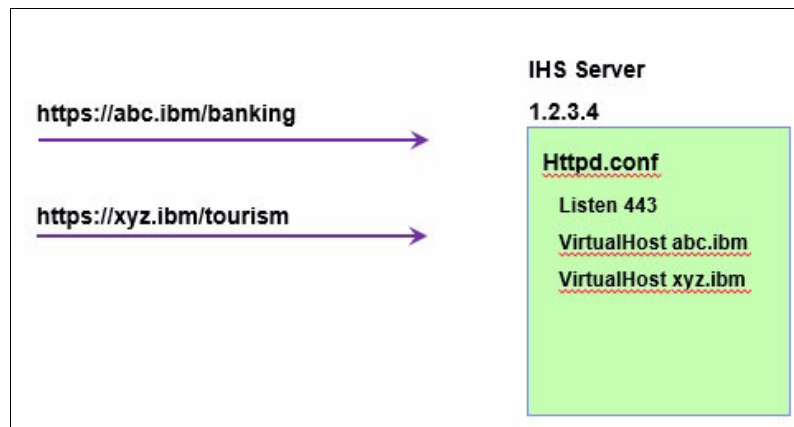 https://abc.ibm/banking
https://xyz.ibm/tourism
IHS Server
1.2.3.4
Httpd.conf
Listen 443
VirtualHost abc.ibm
VirtualHost xyz.ibm